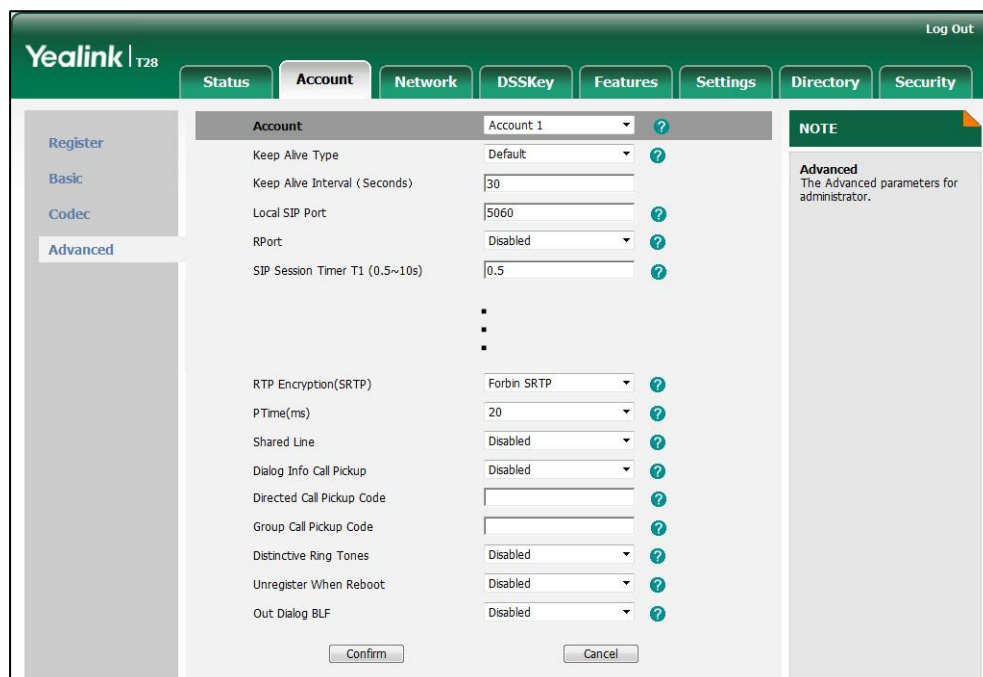 Log Out
Yealink T28
Status Account Network DSSKey Features Settings Directory Security
Register
Basic
Codec
Advanced
Account Account 1 ?
Keep Alive Type Default ?
Keep Alive Interval (Seconds) 30
Local SIP Port 5060 ?
RPort Disabled ?
SIP Session Timer T1 (0.5~10s) 0.5 ?
RTP Encryption(SRTP) Forbin SRTP ?
PTime(ms) 20 ?
Shared Line Disabled ?
Dialog Info Call Pickup Disabled ?
Directed Call Pickup Code ?
Group Call Pickup Code ?
Distinctive Ring Tones Disabled ?
Unregister When Reboot Disabled ?
Out Dialog BLF Disabled ?
Confirm Cancel
NOTE
Advanced
The Advanced parameters for
administrator.